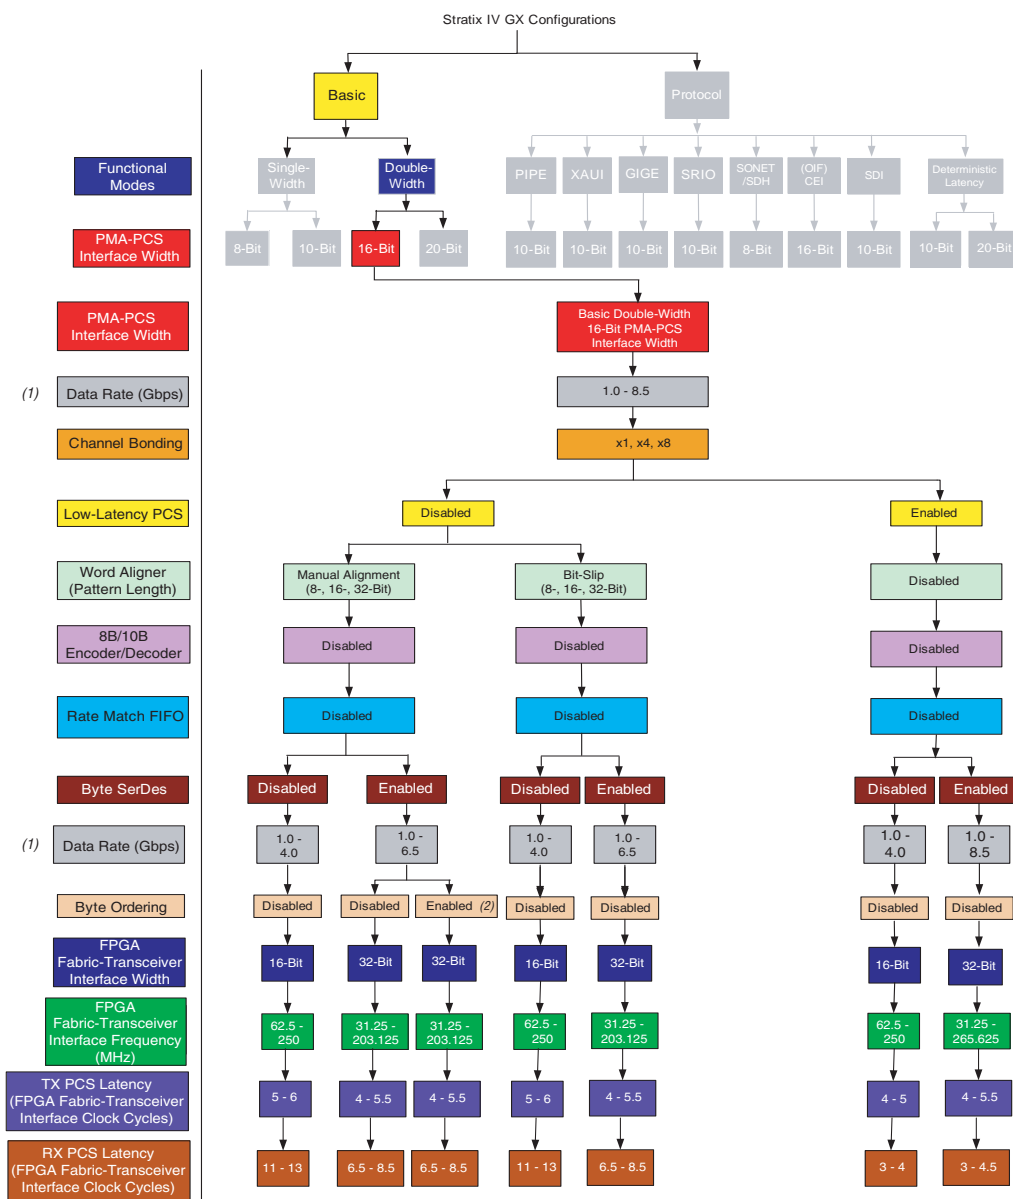 Stratix IV GX Configurations
Basic
Protocol
Functional
Modes
Single-
Width
Double-
Width
PIPE
XAUI
GIGE
SRIO
SONET
/SDH
(OIF)
CEI
SDI
Deterministic
Latency
PMA-PCS
Interface Width
8-Bit
10-Bit
16-Bit
20-Bit
10-Bit
10-Bit
10-Bit
10-Bit
8-Bit
16-Bit
10-Bit
10-Bit
20-Bit
PMA-PCS
Interface Width
Basic Double-Width
16-Bit PMA-PCS
Interface Width
(1)
Data Rate (Gbps)
1.0 - 8.5
Channel Bonding
x1, x4, x8
Low-Latency PCS
Disabled
Enabled
Word Aligner
(Pattern Length)
Manual Alignment
(8-, 16-, 32-Bit)
Bit-Slip
(8-, 16-, 32-Bit)
Disabled
8B/10B
Encoder/Decoder
Disabled
Disabled
Disabled
Rate Match FIFO
Disabled
Disabled
Disabled
Byte SerDes
Disabled
Enabled
Disabled
Enabled
Disabled
Enabled
(1)
Data Rate (Gbps)
1.0 -
4.0
1.0 -
6.5
1.0 -
4.0
1.0 -
6.5
1.0 -
4.0
1.0 -
8.5
Byte Ordering
Disabled
Disabled
Enabled (2)
Disabled
Disabled
Disabled
Disabled
FPGA
Fabric-Transceiver
Interface Width
16-Bit
32-Bit
32-Bit
16-Bit
32-Bit
16-Bit
32-Bit
FPGA
Fabric-Transceiver
Interface Frequency
(MHz)
62.5 -
250
31.25 -
203.125
31.25 -
203.125
62.5 -
250
31.25 -
203.125
62.5 -
250
31.25 -
265.625
TX PCS Latency
(FPGA Fabric-Transceiver
Interface Clock Cycles)
5 - 6
4 - 5.5
4 - 5.5
5 - 6
4 - 5.5
4 - 5
4 - 5.5
RX PCS Latency
(FPGA Fabric-Transceiver
Interface Clock Cycles)
11 - 13
6.5 - 8.5
6.5 - 8.5
11 - 13
6.5 - 8.5
3 - 4
3 - 4.5